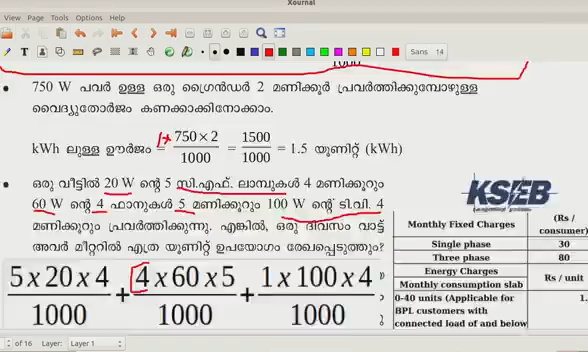 Xournal
View Page Tools Options Help
T
Sans 14
1000
• 750 W പവർ ഉള്ള ഒരു ഗ്രൈൻഡർ 2 മണിക്കൂർ പ്രവർത്തിക്കുമ്പോഴുള്ള
വൈദ്യുതോർജം കണക്കാക്കിനോക്കാം.
kWh ലുള്ള ഊർജം = 750 × 2 / 1000 = 1500 / 1000 = 1.5 യൂണിറ്റ് (kWh)
• ഒരു വീട്ടിൽ 20 W ന്റെ 5 സി.എഫ്. ലാമ്പുകൾ 4 മണിക്കൂറും
60 W ന്റെ 4 ഫാനുകൾ 5 മണിക്കൂറും 100 W ന്റെ ടി.വി. 4
മണിക്കൂറും പ്രവർത്തിക്കുന്നു. എങ്കിൽ, ഒരു ദിവസം വാട്ട്
അവർ മീറ്ററിൽ എത്ര യൂണിറ്റ് ഉപയോഗം രേഖപ്പെടുത്തും?
5 x 20 x 4 / 1000 + 4 x 60 x 5 / 1000 + 1 x 100 x 4 / 1000
KSEB
Monthly Fixed Charges (Rs / consumer)
Single phase 30
Three phase 80
Energy Charges Rs / unit
Monthly consumption slab
0-40 units (Applicable for 1.
BPL customers with
connected load of and below
of 16 Layer: Layer 1